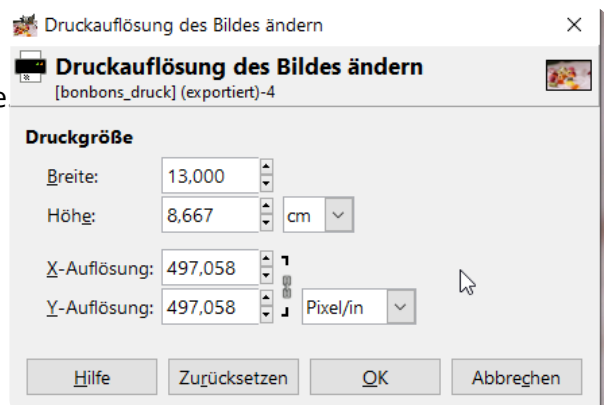 Druckauflösung des Bildes ändern
Druckauflösung des Bildes ändern
[bonbons_druck] (exportiert)-4
e
Druckgröße
Breite: 13,000
Höhe: 8,667 cm
X-Auflösung: 497,058
Y-Auflösung: 497,058 Pixel/in
Hilfe Zurücksetzen OK Abbrechen